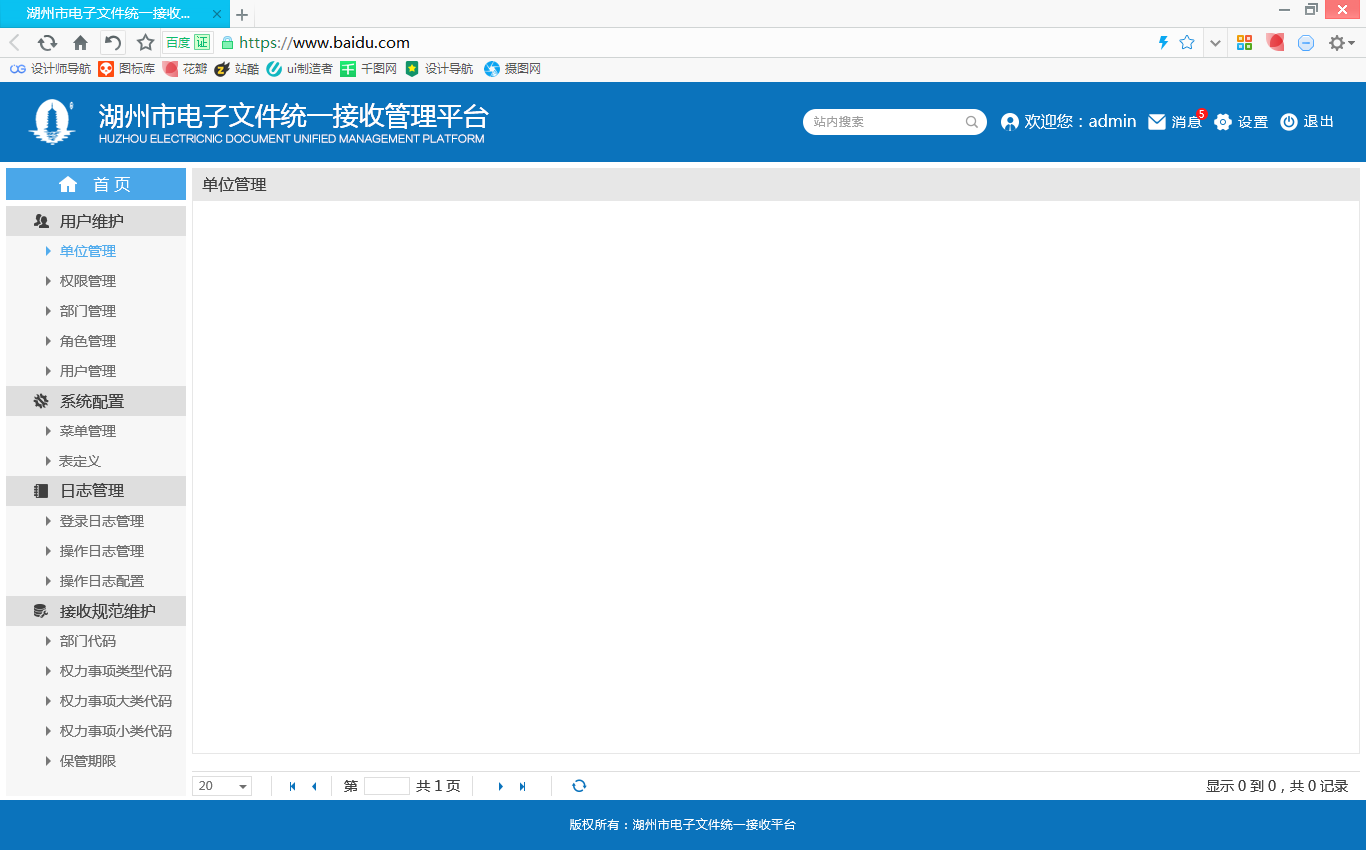 湖州市电子文件统一接收...
百度 证 https://www.baidu.com
设计师导航 图标库 花瓣 站酷 ui制造者 千图网 设计导航 摄图网
湖州市电子文件统一接收管理平台
HUZHOU ELECTRICNIC DOCUMENT UNIFIED MANAGEMENT PLATFORM
站内搜索 欢迎您：admin 消息 5 设置 退出
首 页
用户维护
单位管理
权限管理
部门管理
角色管理
用户管理
系统配置
菜单管理
表定义
日志管理
登录日志管理
操作日志管理
操作日志配置
接收规范维护
部门代码
权力事项类型代码
权力事项大类代码
权力事项小类代码
保管期限
单位管理
20 第 共 1 页 显示 0 到 0，共 0 记录
版权所有：湖州市电子文件统一接收平台